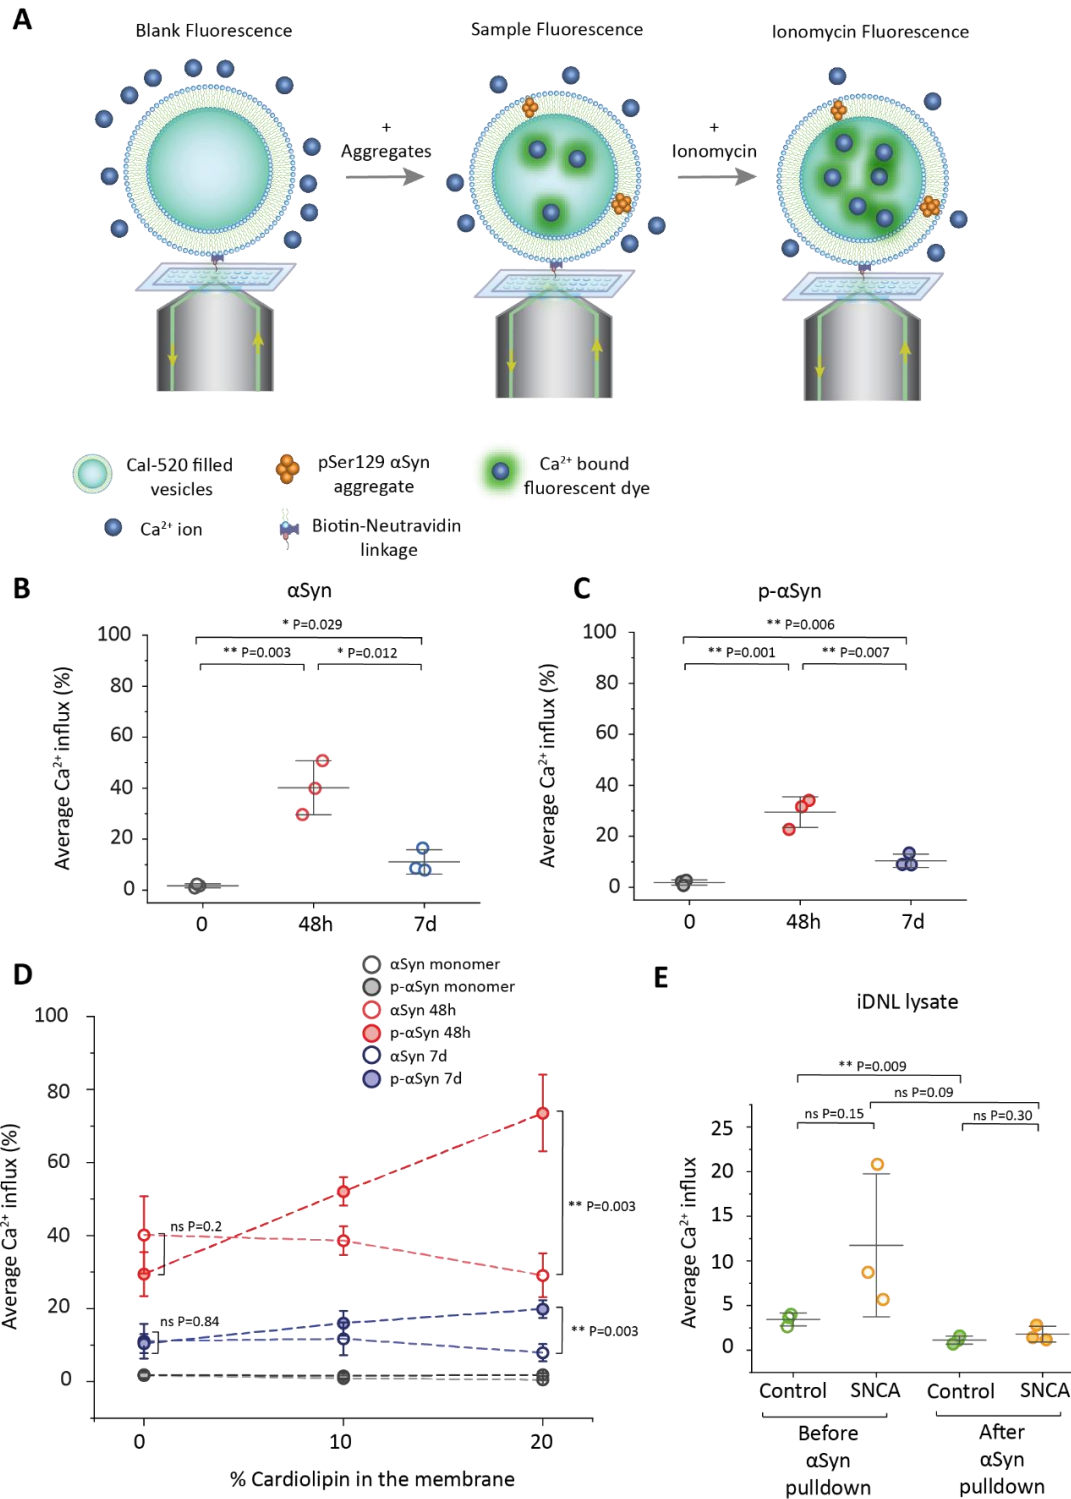 A
Blank Fluorescence
Sample Fluorescence
Ionomycin Fluorescence
+
Aggregates
+
Ionomycin
Cal-520 filled
vesicles
pSer129 αSyn
aggregate
Ca²⁺ bound
fluorescent dye
Ca²⁺ ion
Biotin-Neutravidin
linkage
B
αSyn
* P=0.029
** P=0.003
* P=0.012
100
80
60
40
20
0
Average Ca²⁺ influx (%)
0
48h
7d
C
p-αSyn
** P=0.006
** P=0.001
** P=0.007
100
80
60
40
20
0
Average Ca²⁺ influx (%)
0
48h
7d
D
αSyn monomer
p-αSyn monomer
αSyn 48h
p-αSyn 48h
αSyn 7d
p-αSyn 7d
100
80
60
40
20
0
Average Ca²⁺ influx (%)
ns P=0.2
** P=0.003
ns P=0.84
** P=0.003
0
10
20
% Cardiolipin in the membrane
E
iDNL lysate
** P=0.009
ns P=0.09
ns P=0.15
ns P=0.30
25
20
15
10
5
0
Average Ca²⁺ influx
Control
SNCA
Control
SNCA
Before
αSyn
pulldown
After
αSyn
pulldown